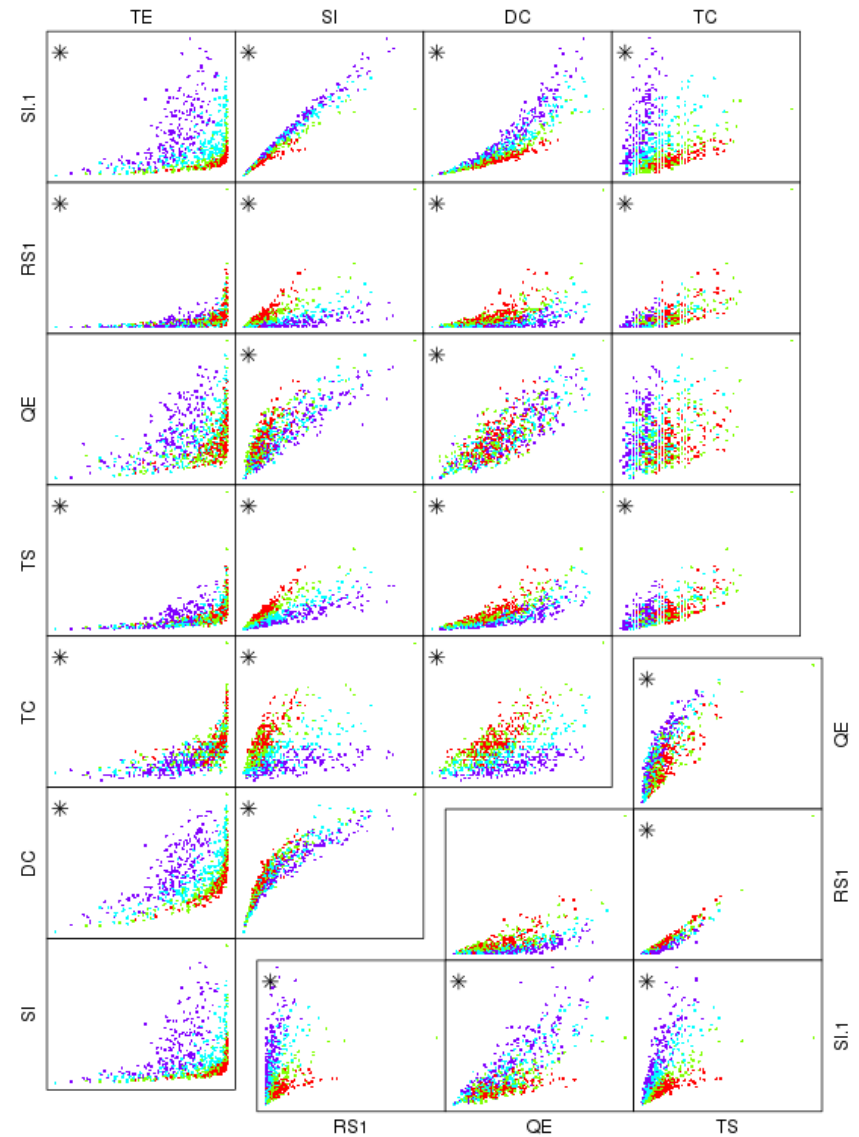 TE SI DC TC
SI.1
RS1
QE
TS
TC
QE
DC
RS1
SI
SI.1
RS1 QE TS